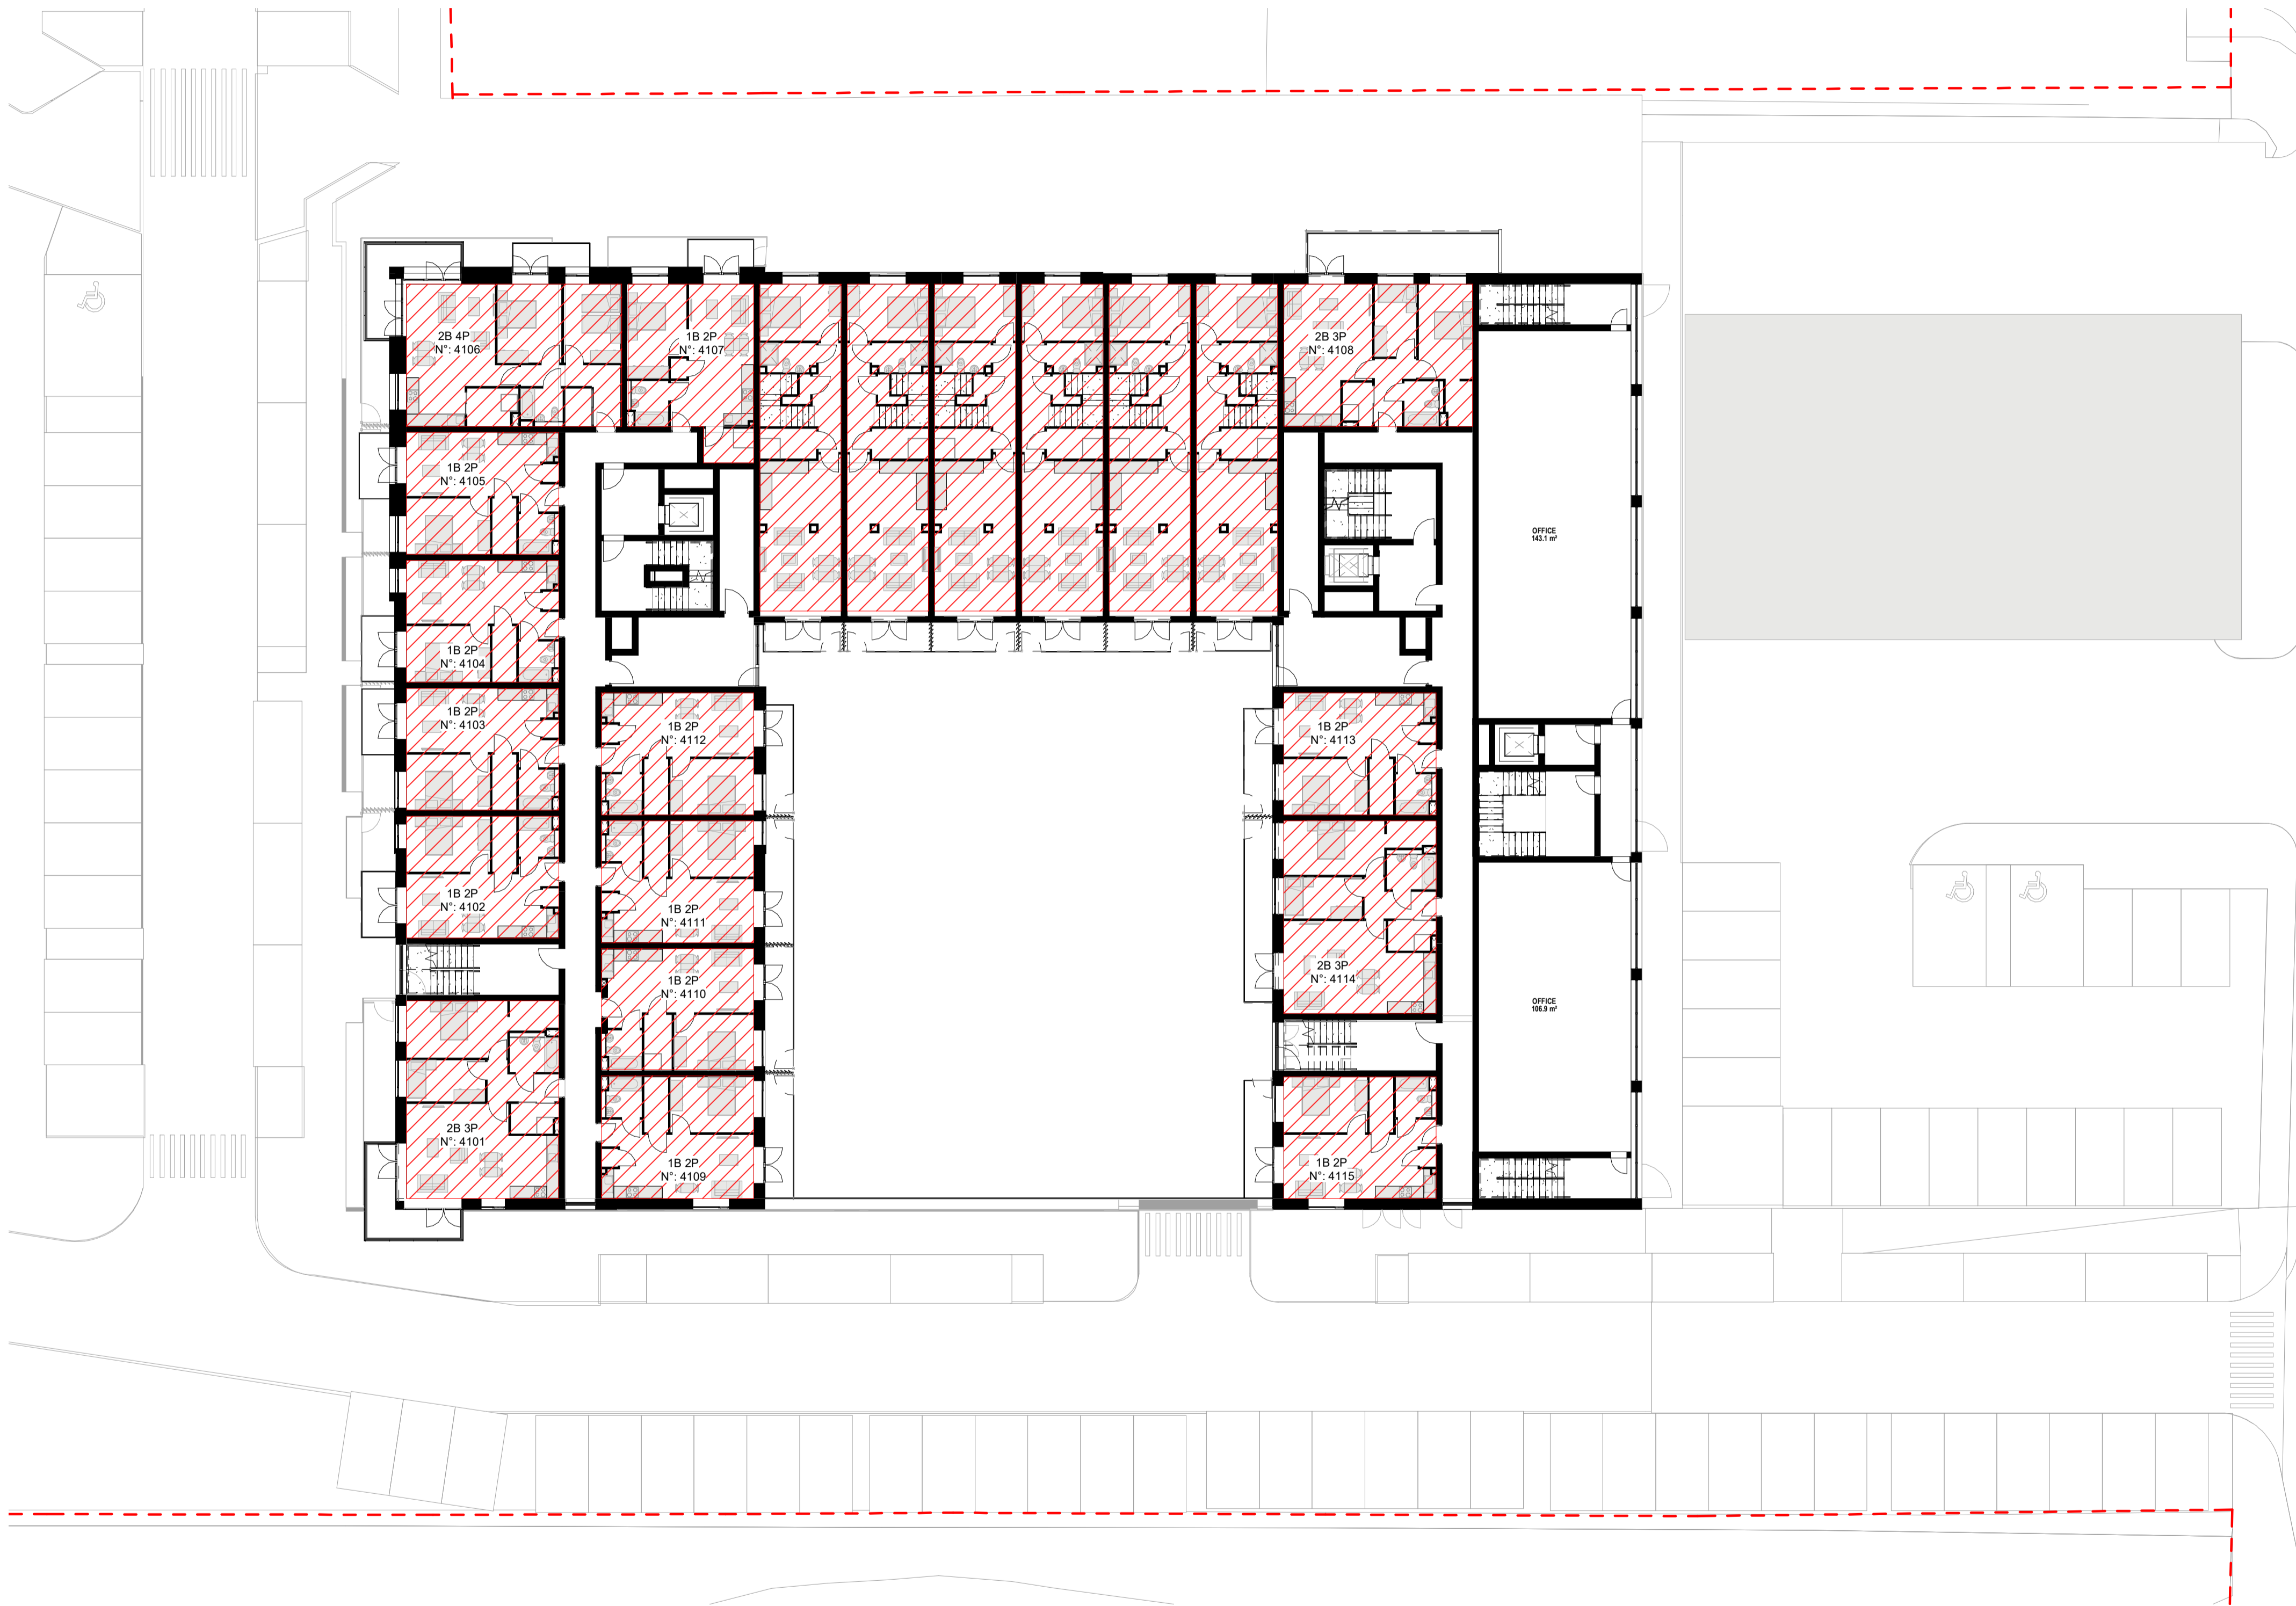 2B 4P
N°: 4106
1B 2P
N°: 4107
2B 3P
N°: 4108
1B 2P
N°: 4105
OFFICE
143.1 m²
1B 2P
N°: 4104
1B 2P
N°: 4103
1B 2P
N°: 4112
1B 2P
N°: 4113
1B 2P
N°: 4102
1B 2P
N°: 4111
1B 2P
N°: 4110
2B 3P
N°: 4114
OFFICE
106.9 m²
2B 3P
N°: 4101
1B 2P
N°: 4109
1B 2P
N°: 4115